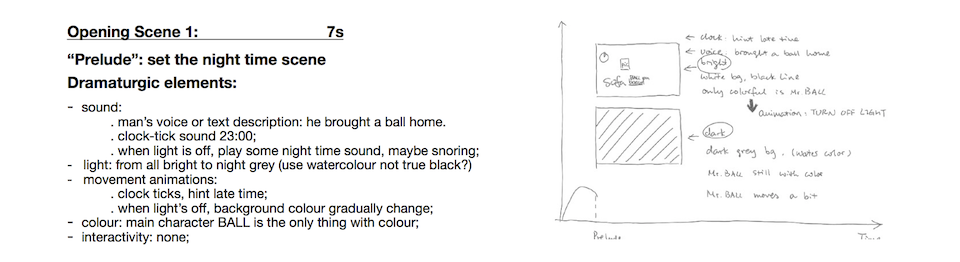 Opening Scene 1: 7s
“Prelude”: set the night time scene
Dramaturgic elements:
- sound:
. man’s voice or text description: he brought a ball home.
. clock-tick sound 23:00;
. when light is off, play some night time sound, maybe snoring;
- light: from all bright to night grey (use watercolour not true black?)
- movement animations:
. clock ticks, hint late time;
. when light’s off, background colour gradually change;
- colour: main character BALL is the only thing with colour;
- interactivity: none;
← clock: hint late time
← voice: brought a ball home
← bright
white bg, black line
only colorful is Mr. BALL
animation: TURN OFF LIGHT
Sofa
← dark
dark grey bg. (water color)
Mr. BALL still with color
Mr. BALL moves a bit
Prelude